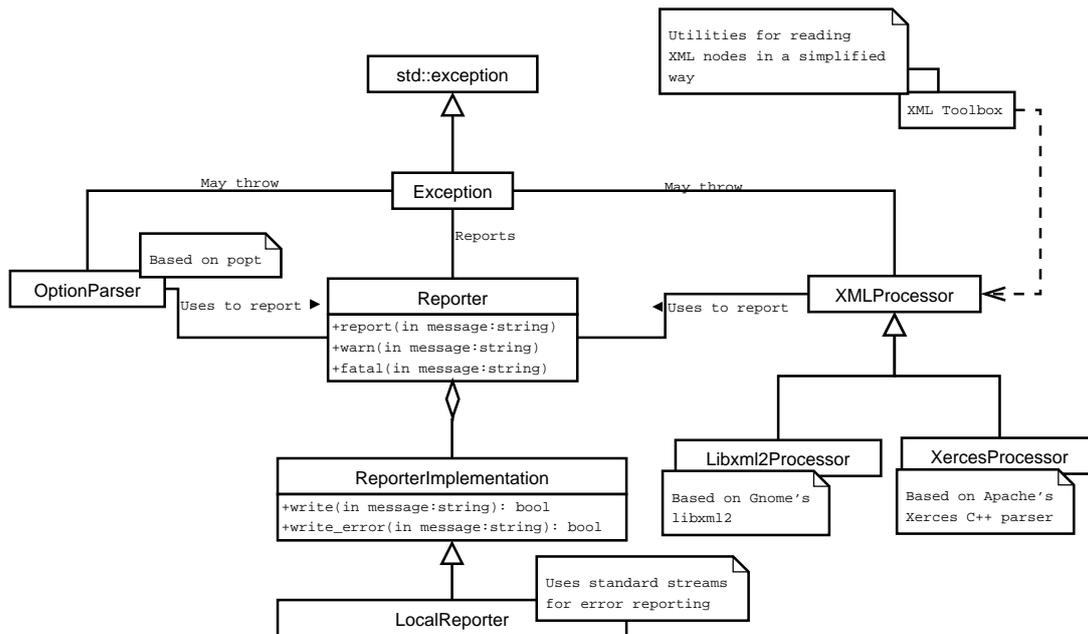 Utilities for reading
XML nodes in a simplified
way
std::exception
XML Toolbox
May throw
Exception
May throw
Reports
Based on popt
OptionParser
Uses to report
Reporter
+report(in message:string)
+warn(in message:string)
+fatal(in message:string)
Uses to report
XMLProcessor
ReporterImplementation
+write(in message:string): bool
+write_error(in message:string): bool
Libxml2Processor
Based on Gnome's
libxml2
XercesProcessor
Based on Apache's
Xerces C++ parser
Uses standard streams
for error reporting
LocalReporter